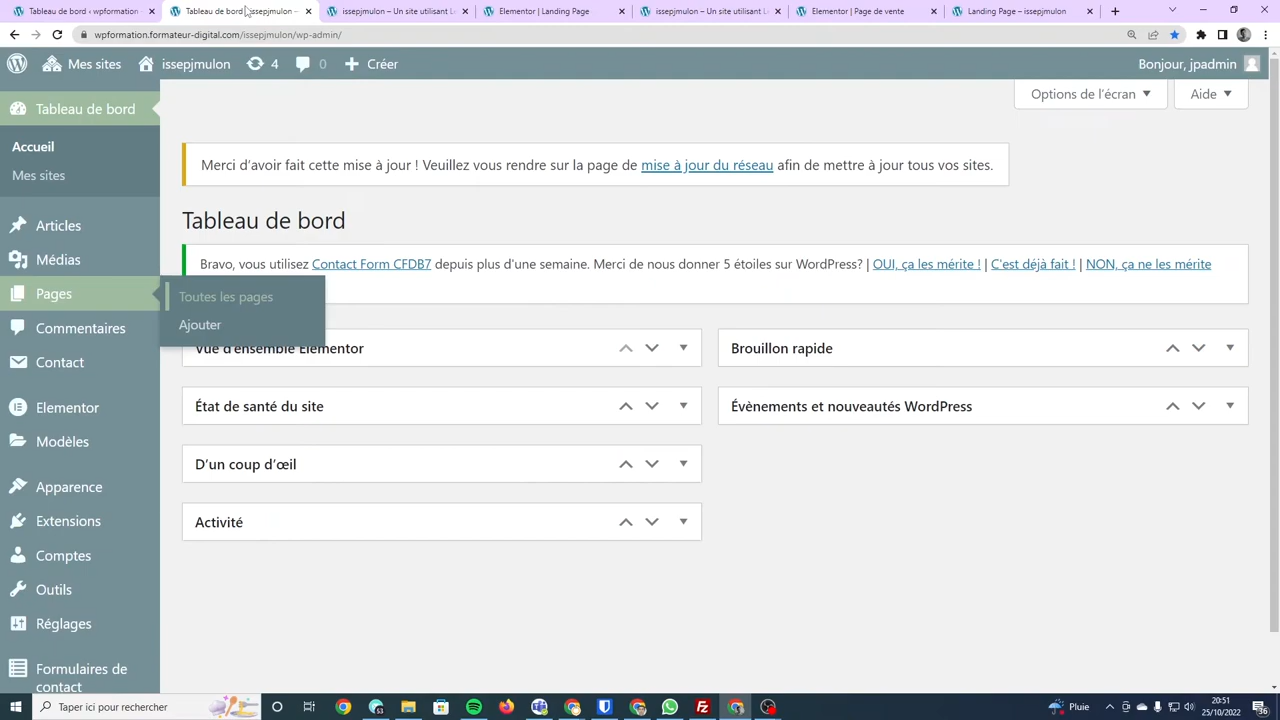 Tableau de bord ‹ wpformation
Tableau de bord ‹ issepjmulon –
issepjmulon – Un site utilisant L
Elementor | Landing Page
issepjmulon – Un site utilisant L
Elementor | Page de vente
Landing Page – issepjmulon
wpformation.formateur-digital.com/issepjmulon/wp-admin/
Mes sites
issepjmulon
4
0
Créer
Bonjour, jpadmin
Options de l'écran
Aide
Tableau de bord
Accueil
Mes sites
Articles
Médias
Pages
Toutes les pages
Ajouter
Commentaires
Contact
Elementor
Modèles
Apparence
Extensions
Comptes
Outils
Réglages
Formulaires de
contact
Merci d'avoir fait cette mise à jour ! Veuillez vous rendre sur la page de mise à jour du réseau afin de mettre à jour tous vos sites.
Tableau de bord
Bravo, vous utilisez Contact Form CFDB7 depuis plus d'une semaine. Merci de nous donner 5 étoiles sur WordPress? | OUI, ça les mérite ! | C'est déjà fait ! | NON, ça ne les mérite
Vue d'ensemble Elementor
Brouillon rapide
État de santé du site
Évènements et nouveautés WordPress
D'un coup d'œil
Activité
Taper ici pour rechercher
Pluie
20:51
25/10/2022
36